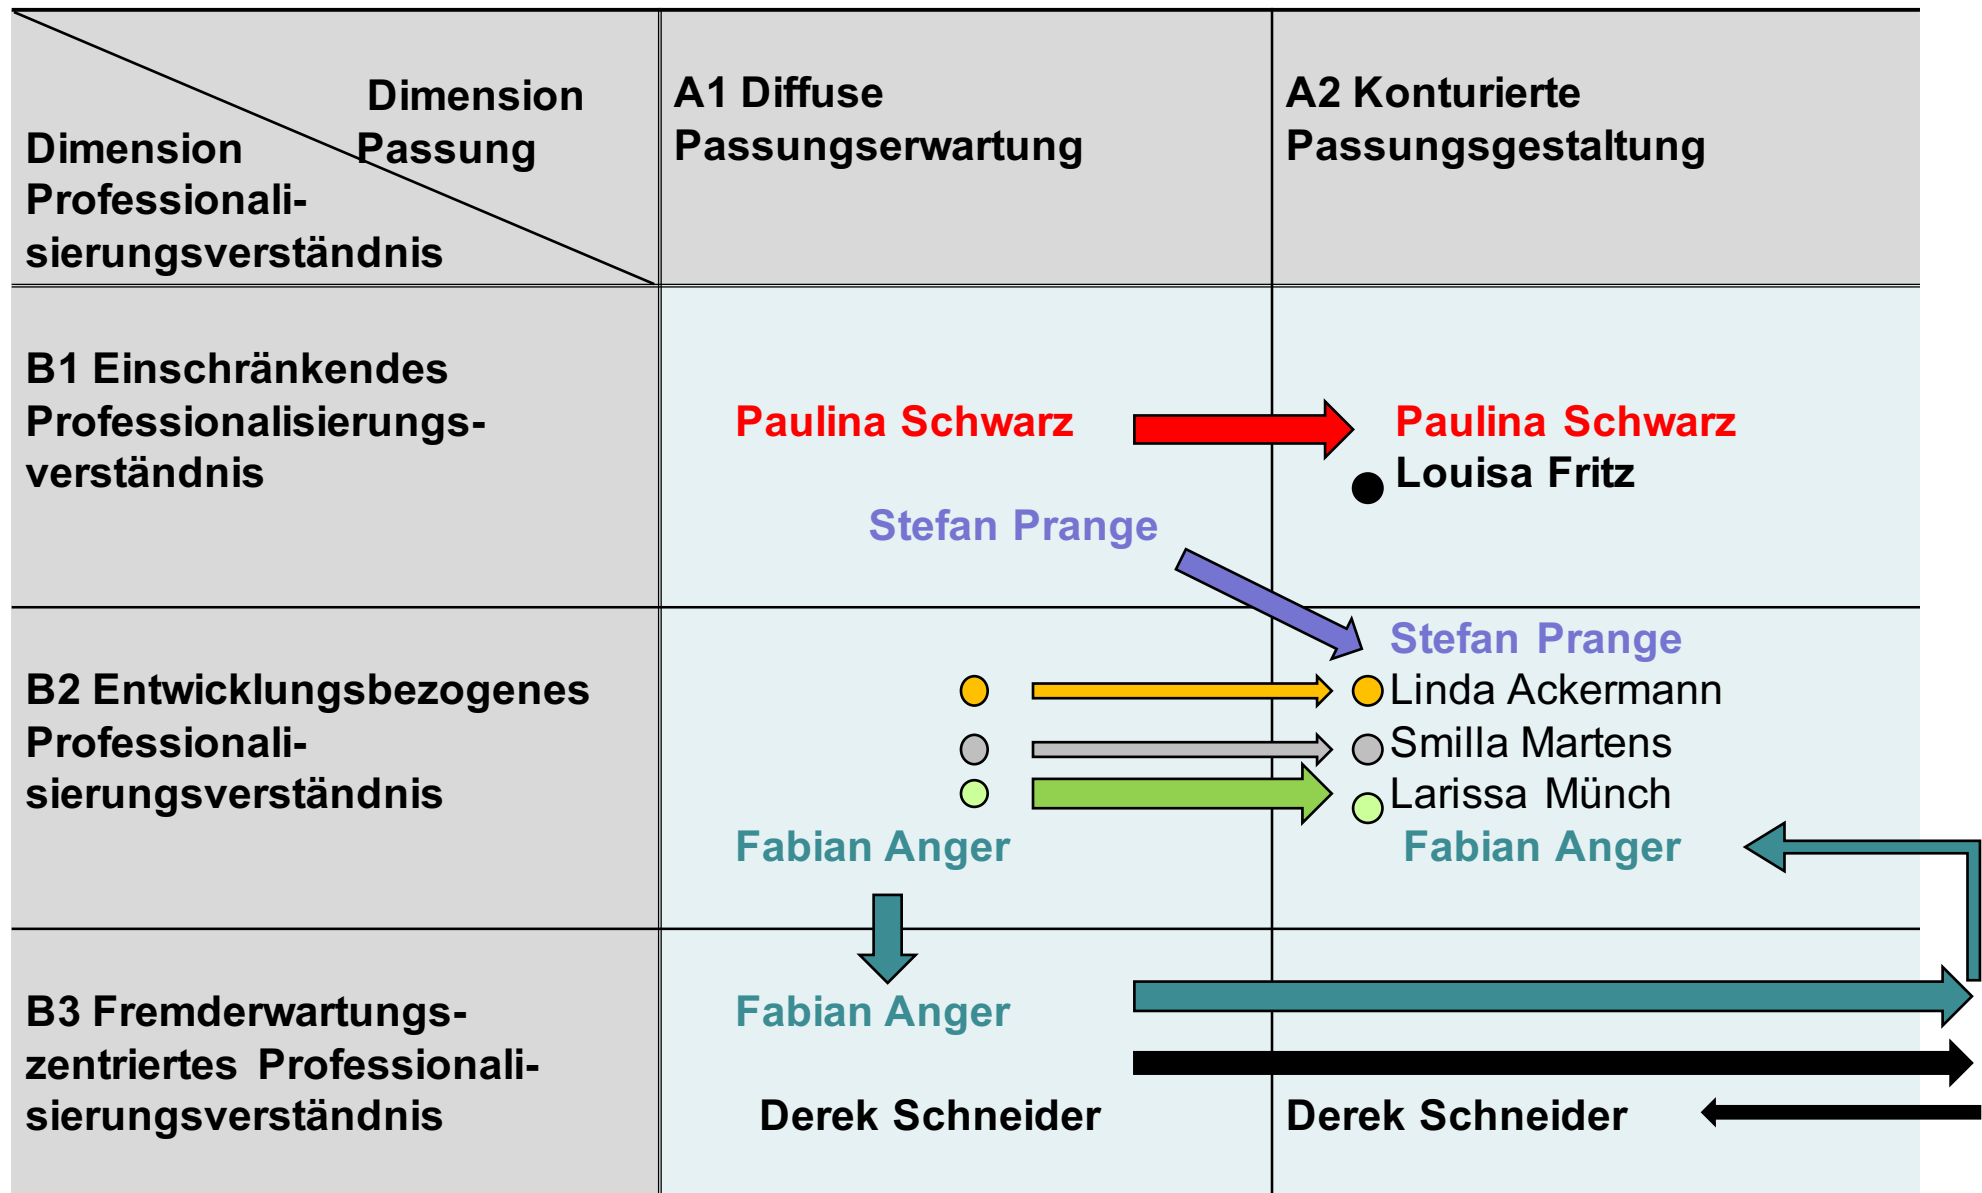 Dimension
Passung
Dimension
Professionali-
sierungsverständnis
A1 Diffuse
Passungserwartung
A2 Konturierte
Passungsgestaltung
B1 Einschränkendes
Professionalisierungs-
verständnis
Paulina Schwarz
Stefan Prange
Paulina Schwarz
Louisa Fritz
B2 Entwicklungsbezogenes
Professionali-
sierungsverständnis
Fabian Anger
Stefan Prange
Linda Ackermann
Smilla Martens
Larissa Münch
Fabian Anger
B3 Fremderwartungs-
zentriertes Professionali-
sierungsverständnis
Fabian Anger
Derek Schneider
Derek Schneider